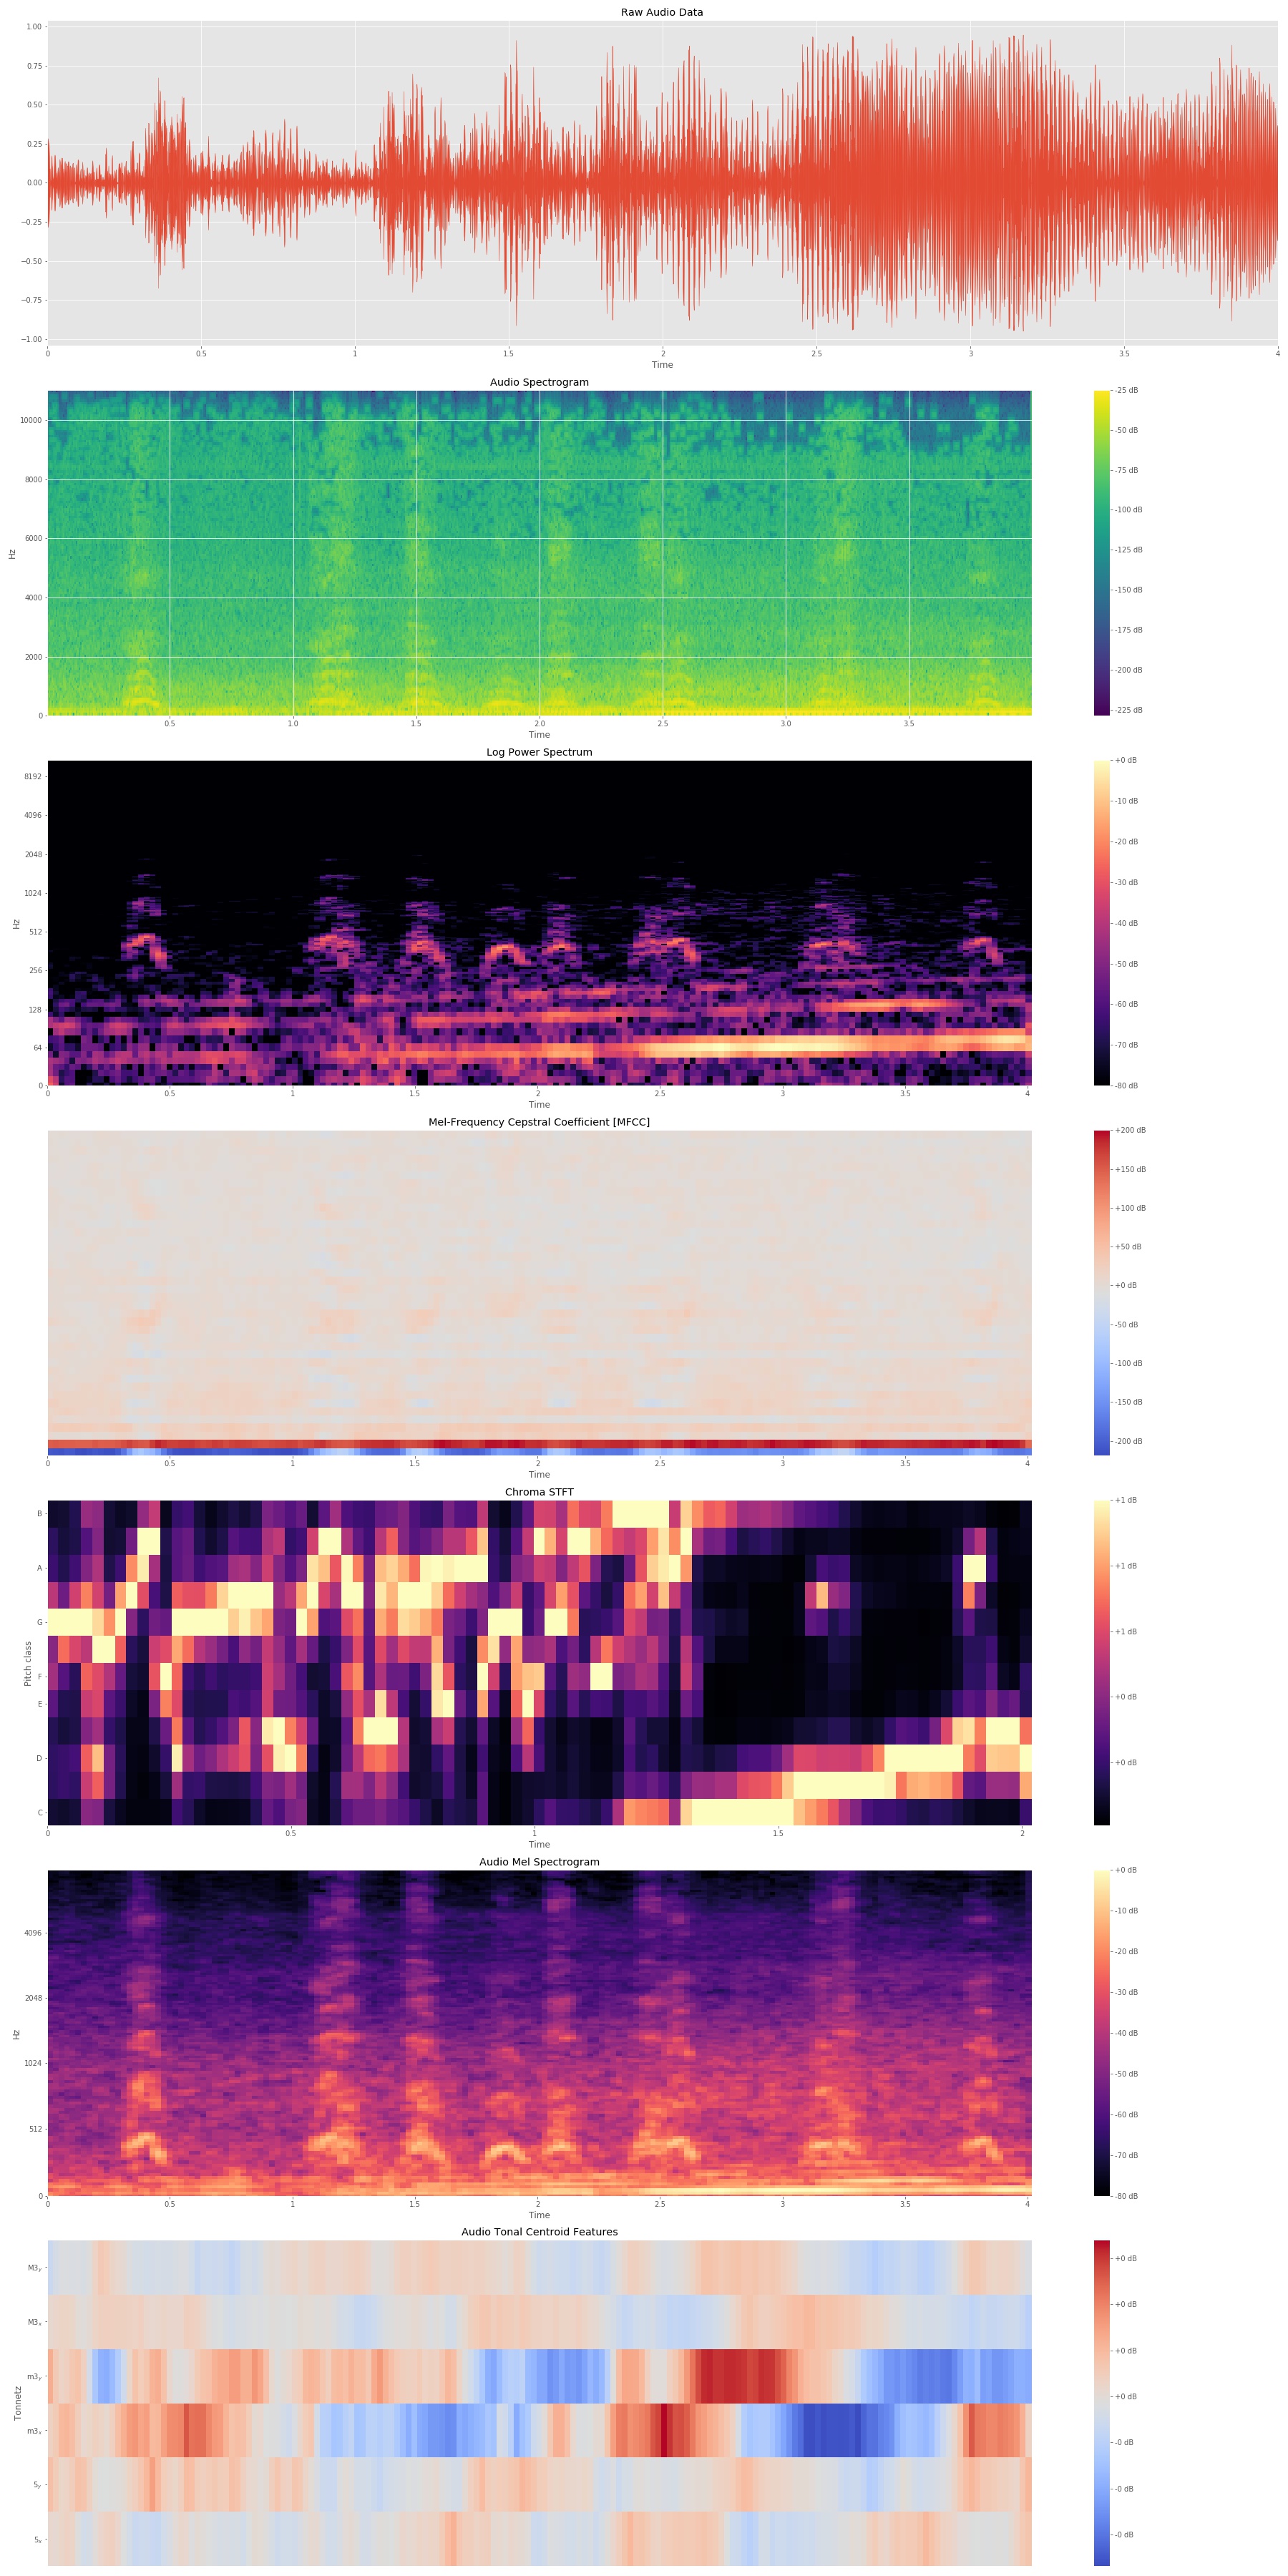 Raw Audio Data
1.00
0.75
0.50
0.25
0.00
−0.25
−0.50
−0.75
−1.00
0 0.5 1 1.5 2 2.5 3 3.5 4
Time
Audio Spectrogram
Hz
10000
8000
6000
4000
2000
0
0.5 1.0 1.5 2.0 2.5 3.0 3.5
Time
-25 dB
-50 dB
-75 dB
-100 dB
-125 dB
-150 dB
-175 dB
-200 dB
-225 dB
Log Power Spectrum
Hz
8192
4096
2048
1024
512
256
128
64
0
0 0.5 1 1.5 2 2.5 3 3.5 4
Time
+0 dB
-10 dB
-20 dB
-30 dB
-40 dB
-50 dB
-60 dB
-70 dB
-80 dB
Mel-Frequency Cepstral Coefficient [MFCC]
0 0.5 1 1.5 2 2.5 3 3.5 4
Time
+200 dB
+150 dB
+100 dB
+50 dB
+0 dB
-50 dB
-100 dB
-150 dB
-200 dB
Chroma STFT
Pitch class
B
A
G
F
E
D
C
0 0.5 1 1.5 2
Time
+1 dB
+1 dB
+1 dB
+0 dB
+0 dB
Audio Mel Spectrogram
Hz
4096
2048
1024
512
0
0 0.5 1 1.5 2 2.5 3 3.5 4
Time
+0 dB
-10 dB
-20 dB
-30 dB
-40 dB
-50 dB
-60 dB
-70 dB
-80 dB
Audio Tonal Centroid Features
Tonnetz
M3y
M3x
m3y
m3x
5y
5x
+0 dB
+0 dB
+0 dB
+0 dB
-0 dB
-0 dB
-0 dB